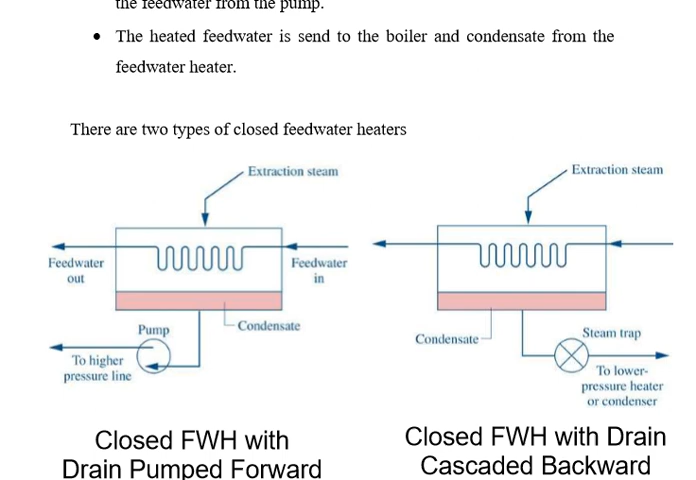 the feedwater from the pump.
• The heated feedwater is send to the boiler and condensate from the
feedwater heater.
There are two types of closed feedwater heaters
Extraction steam
Feedwater
out
Feedwater
in
Condensate
Pump
To higher
pressure line
Closed FWH with
Drain Pumped Forward
Extraction steam
Condensate
Steam trap
To lower-
pressure heater
or condenser
Closed FWH with Drain
Cascaded Backward